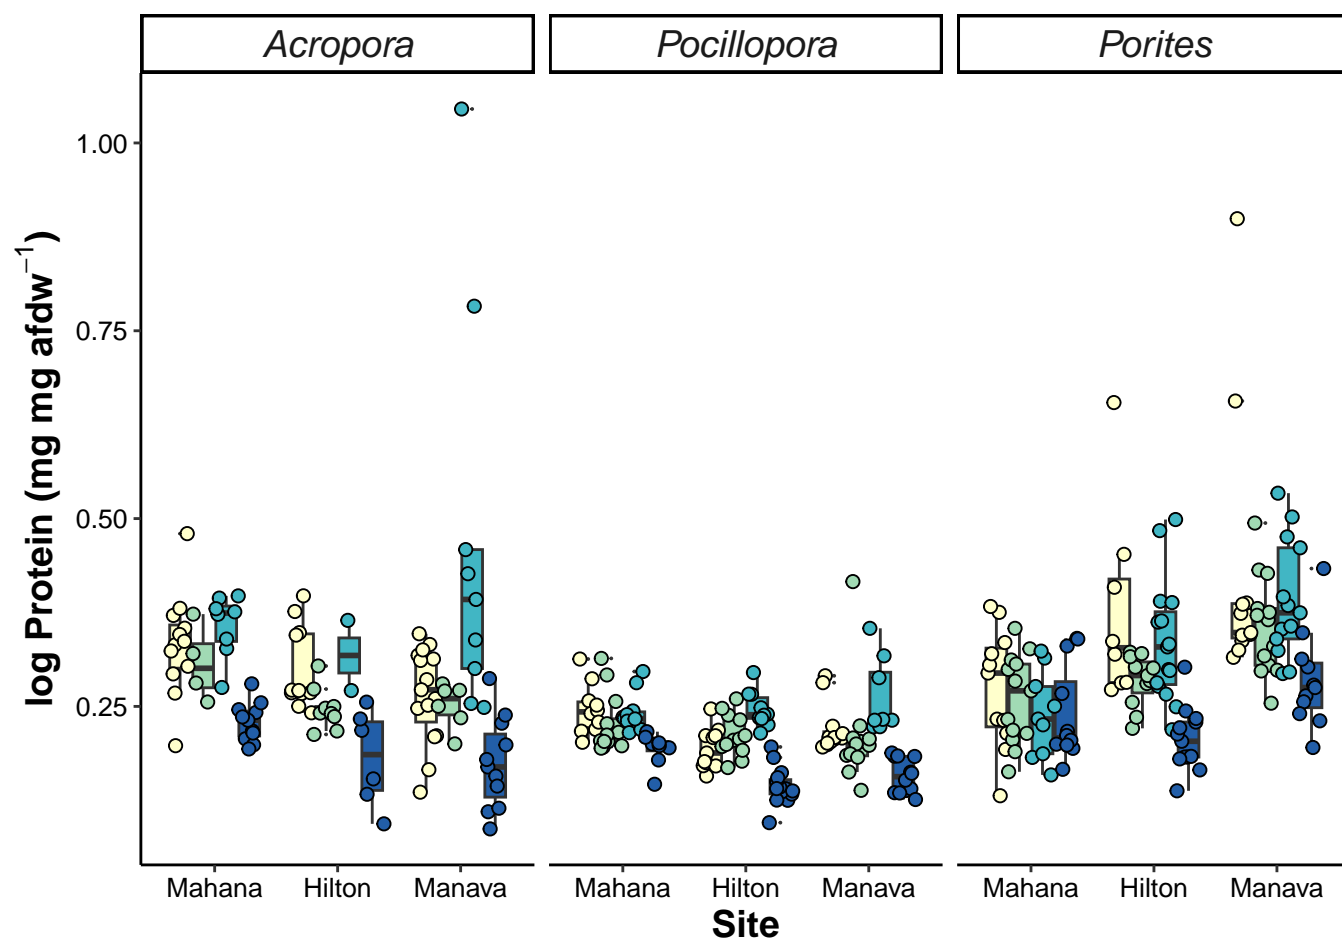 Acropora Pocillopora Porites
log Protein (mg mg afdw⁻¹)
1.00
0.75
0.50
0.25
Mahana Hilton Manava Mahana Hilton Manava Mahana Hilton Manava
Site